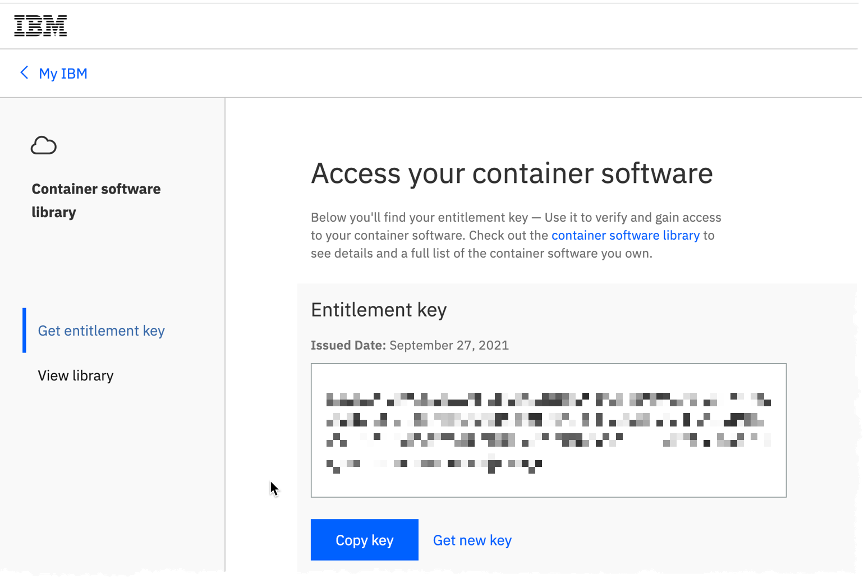 IBM
My IBM
Container software
library
Get entitlement key
View library
Access your container software
Below you'll find your entitlement key — Use it to verify and gain access
to your container software. Check out the container software library to
see details and a full list of the container software you own.
Entitlement key
Issued Date: September 27, 2021
Copy key
Get new key